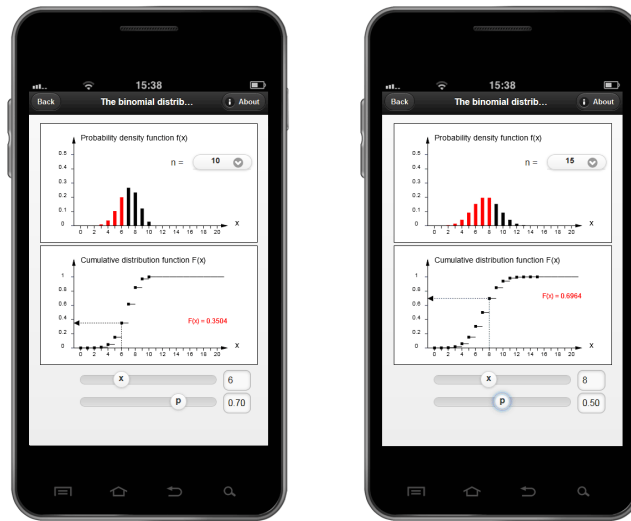 15:38
Back
The binomial distrib...
About
Probability density function f(x)
n =
10
0.5
0.4
0.3
0.2
0.1
0 2 4 6 8 10 12 14 16 18 20
x
Cumulative distribution function F(x)
1
0.8
0.6
0.4
0.2
0
F(x) = 0.3504
0 2 4 6 8 10 12 14 16 18 20
x
x
6
p
0.70
15:38
Back
The binomial distrib...
About
Probability density function f(x)
n =
15
0.5
0.4
0.3
0.2
0.1
0 2 4 6 8 10 12 14 16 18 20
x
Cumulative distribution function F(x)
1
0.8
0.6
0.4
0.2
0
F(x) = 0.6964
0 2 4 6 8 10 12 14 16 18 20
x
x
8
p
0.50